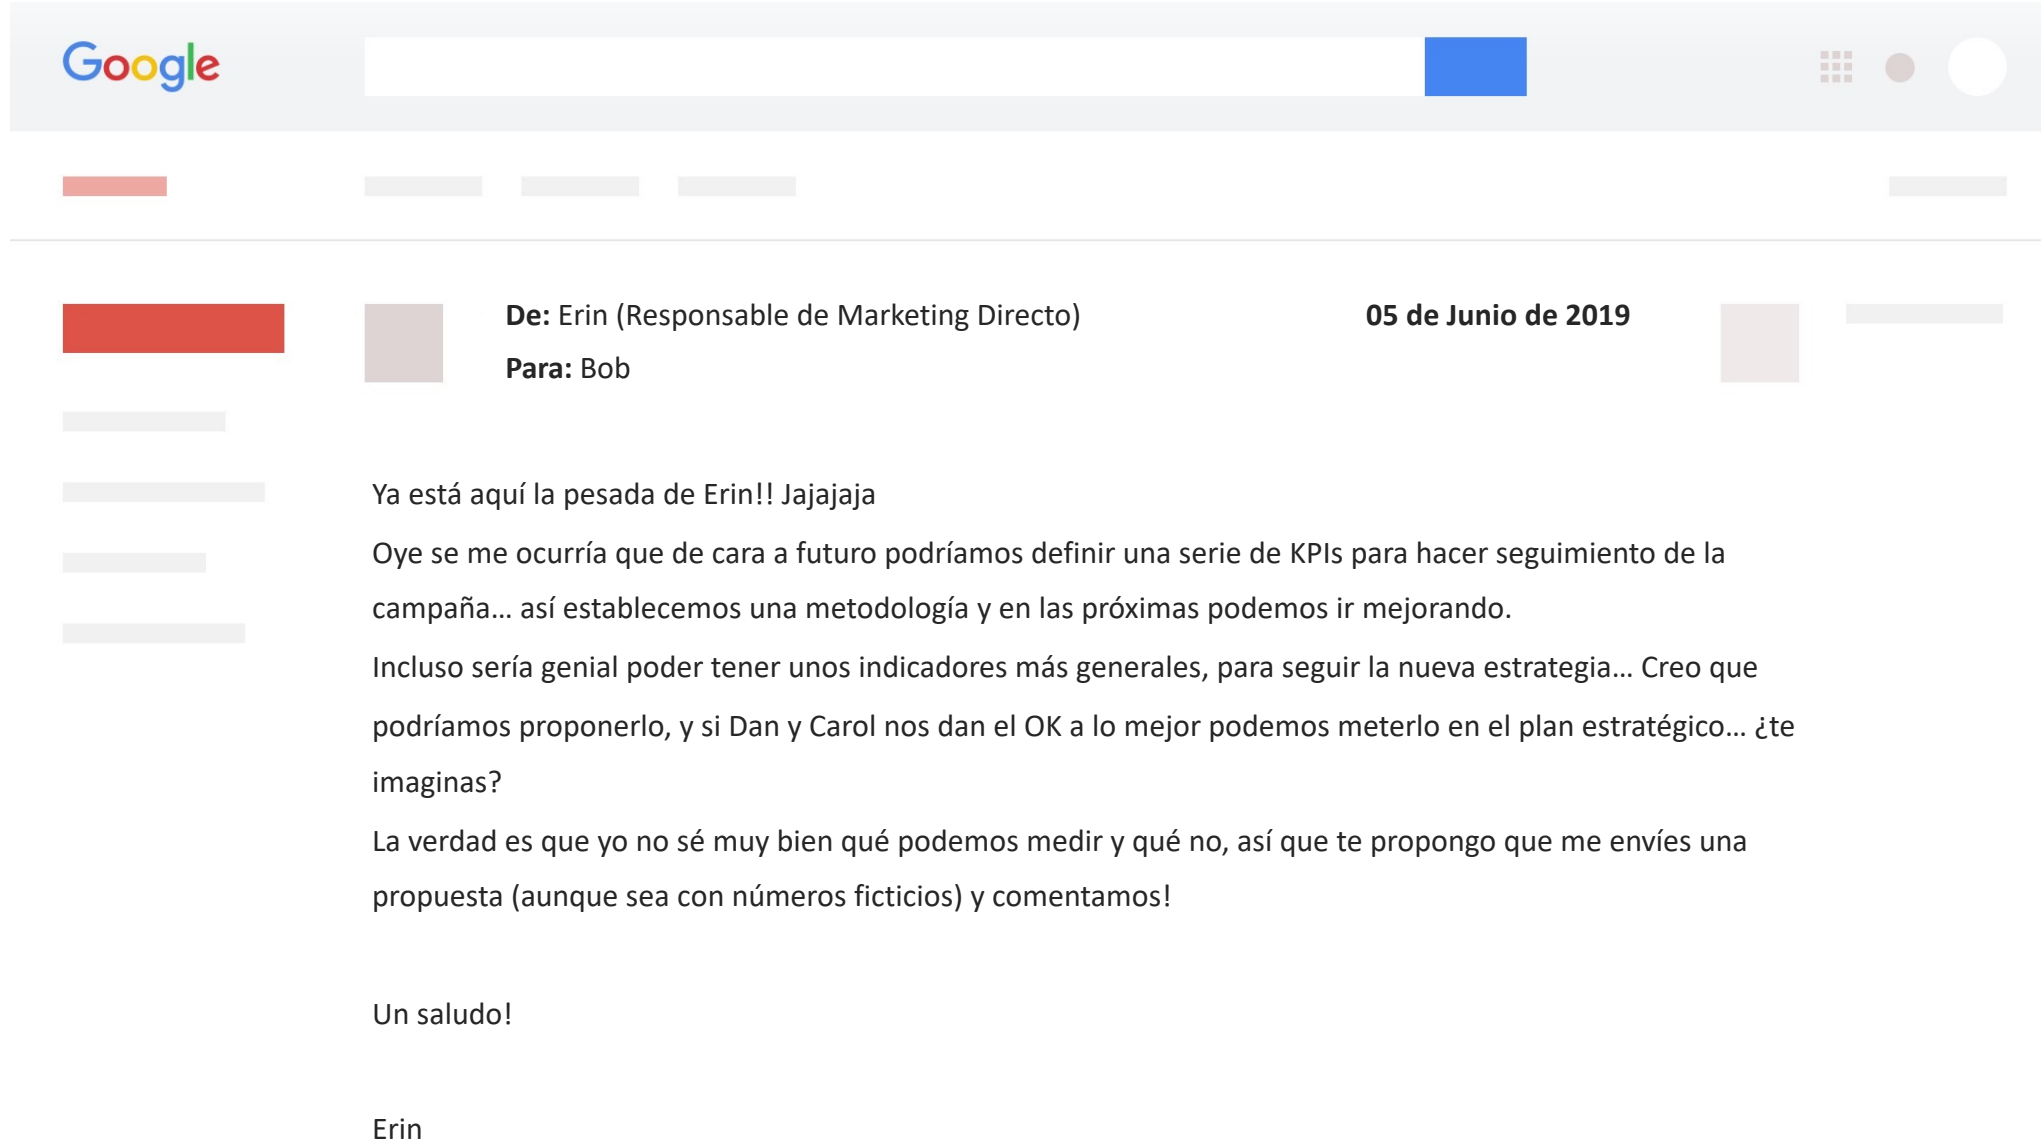 Google
De: Erin (Responsable de Marketing Directo)
05 de Junio de 2019
Para: Bob
Ya está aquí la pesada de Erin!! Jajajaja
Oye se me ocurría que de cara a futuro podríamos definir una serie de KPIs para hacer seguimiento de la
campaña… así establecemos una metodología y en las próximas podemos ir mejorando.
Incluso sería genial poder tener unos indicadores más generales, para seguir la nueva estrategia… Creo que
podríamos proponerlo, y si Dan y Carol nos dan el OK a lo mejor podemos meterlo en el plan estratégico… ¿te
imaginas?
La verdad es que yo no sé muy bien qué podemos medir y qué no, así que te propongo que me envíes una
propuesta (aunque sea con números ficticios) y comentamos!
Un saludo!
Erin